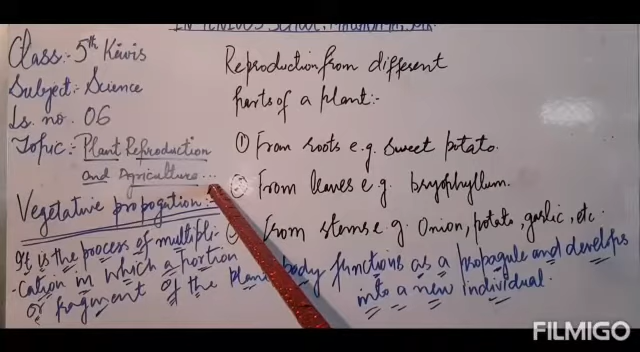 Class:- 5th Kiwis
Subject:- Science
Ls. no. 06
Topic:- Plant Reproduction
and Agriculture...
Vegetative propogation:-
It is the process of multipli-
-cation in which a portion
or fragment of the plant body functions as a propagule and develops
into a new individual.
Reproduction from different
parts of a plant:-
① From roots e.g. sweet potato.
From leaves e.g. bryophyllum.
From stems e.g. Onion, potato, garlic, etc.
FILMIGO